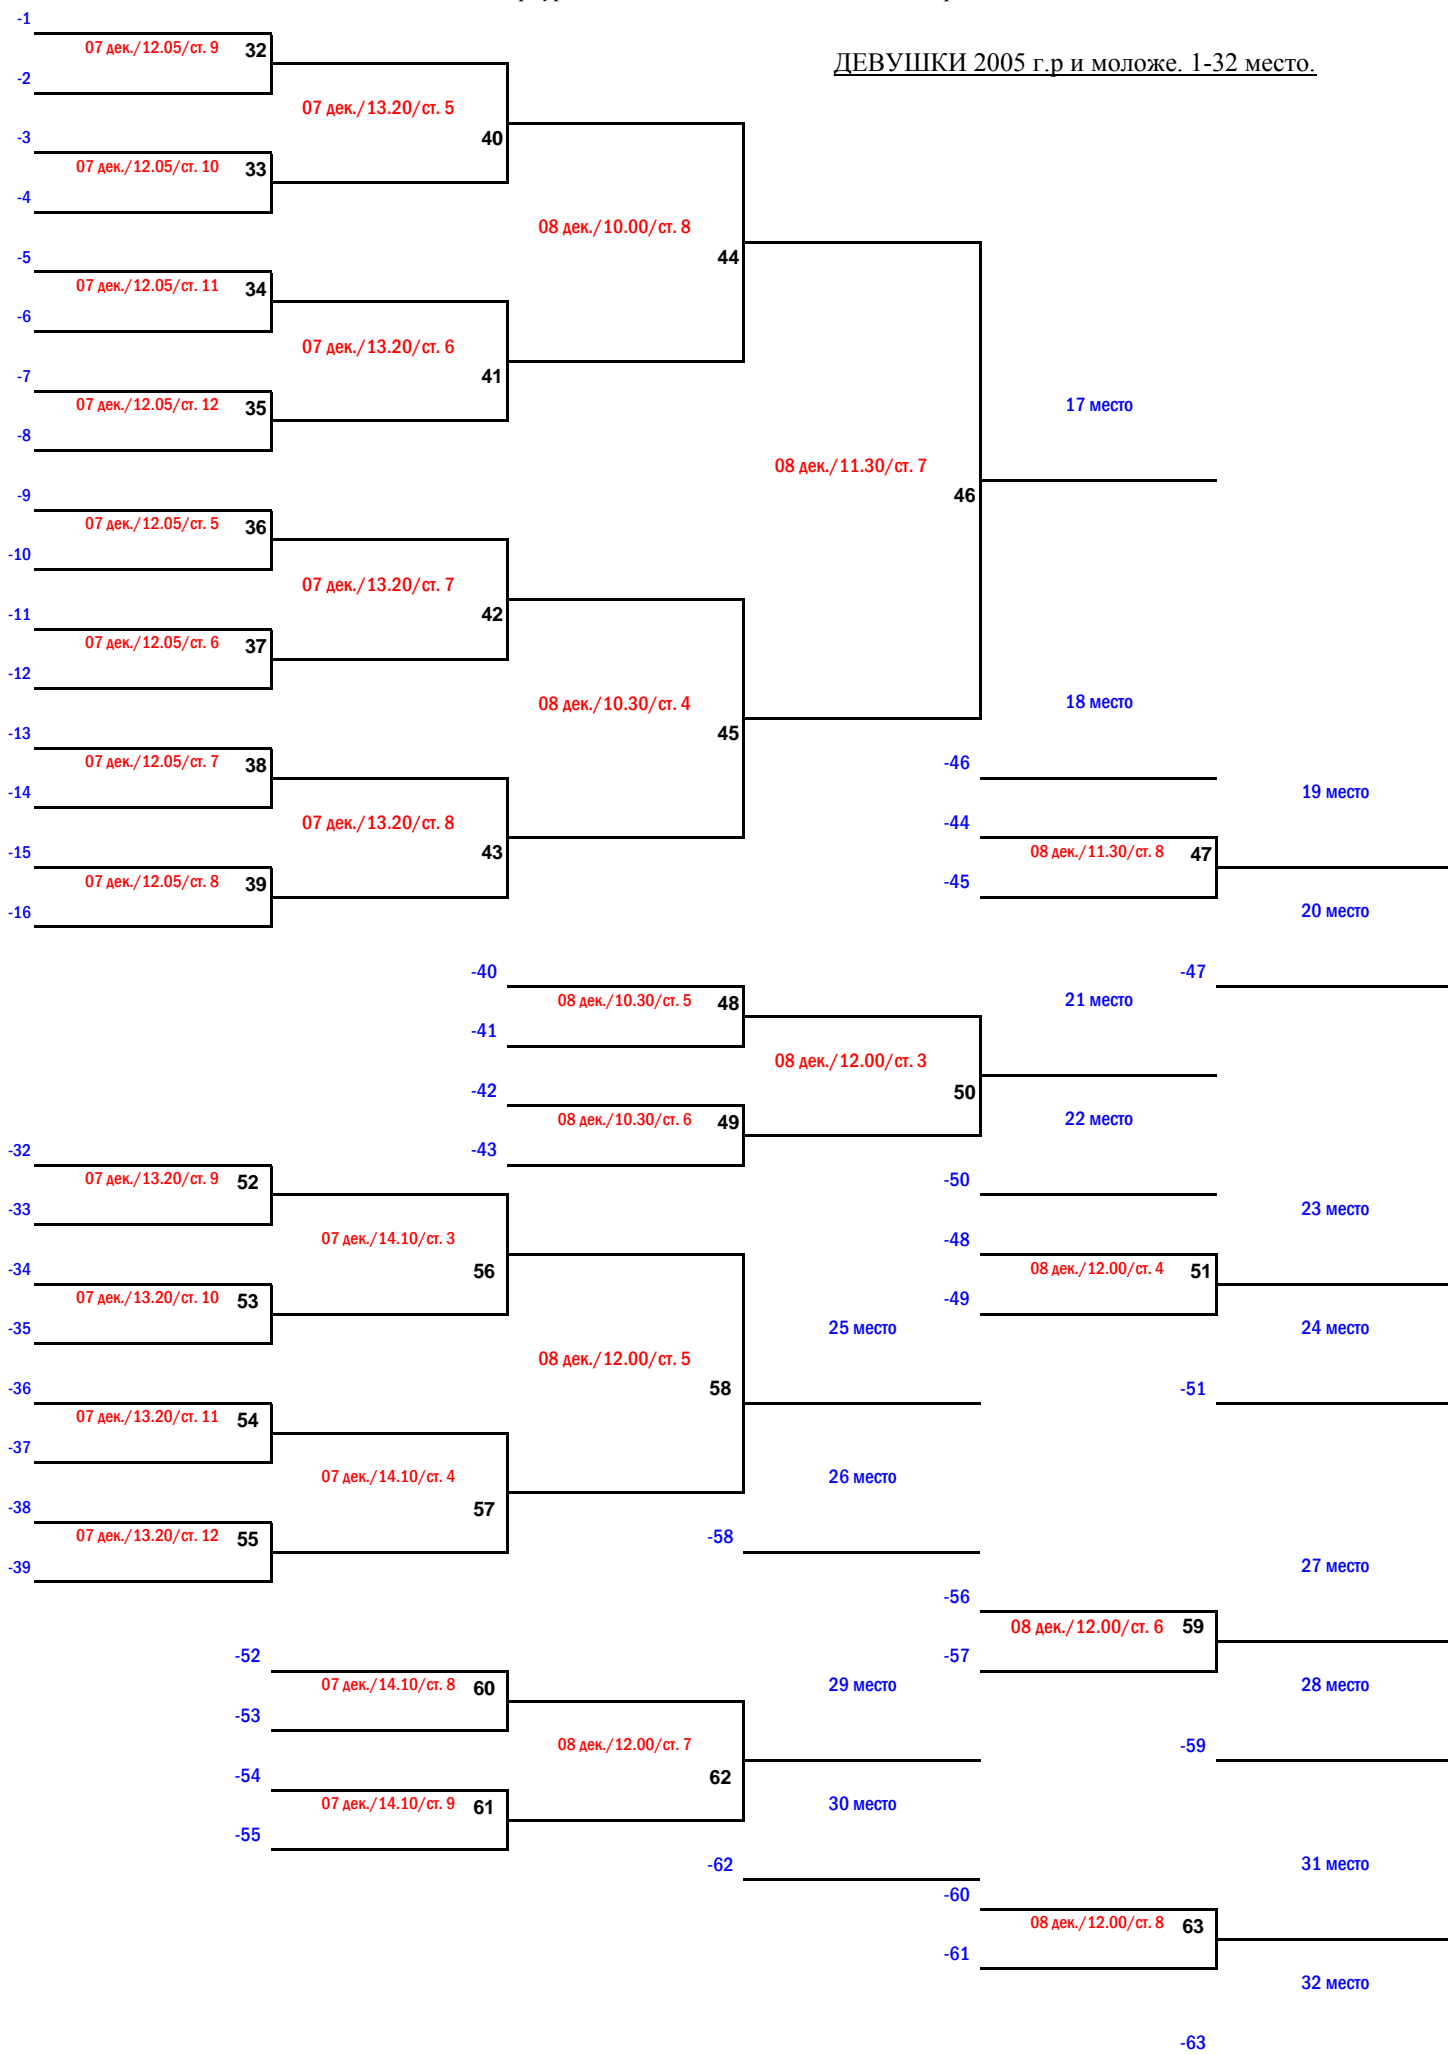 -1
07 дек./12.05/ст. 9 32
ДЕВУШКИ 2005 г.р и моложе. 1-32 место.
-2
07 дек./13.20/ст. 5
-3
40
07 дек./12.05/ст. 10 33
-4
08 дек./10.00/ст. 8
-5
44
07 дек./12.05/ст. 11 34
-6
07 дек./13.20/ст. 6
-7
41
07 дек./12.05/ст. 12 35
17 место
-8
08 дек./11.30/ст. 7
-9
46
07 дек./12.05/ст. 5 36
-10
07 дек./13.20/ст. 7
-11
42
07 дек./12.05/ст. 6 37
-12
08 дек./10.30/ст. 4
18 место
-13
45
07 дек./12.05/ст. 7 38
-46
-14
19 место
07 дек./13.20/ст. 8
-44
-15
43
08 дек./11.30/ст. 8 47
07 дек./12.05/ст. 8 39
-45
-16
20 место
-40
-47
08 дек./10.30/ст. 5 48
21 место
-41
08 дек./12.00/ст. 3
-42
50
08 дек./10.30/ст. 6 49
22 место
-32
-43
07 дек./13.20/ст. 9 52
-50
-33
23 место
07 дек./14.10/ст. 3
-48
-34
56
08 дек./12.00/ст. 4 51
07 дек./13.20/ст. 10 53
-49
-35
25 место
24 место
08 дек./12.00/ст. 5
-36
58
-51
07 дек./13.20/ст. 11 54
-37
07 дек./14.10/ст. 4
26 место
-38
57
07 дек./13.20/ст. 12 55
-58
-39
27 место
-56
08 дек./12.00/ст. 6 59
-52
-57
07 дек./14.10/ст. 8 60
29 место
28 место
-53
08 дек./12.00/ст. 7
-59
-54
62
07 дек./14.10/ст. 9 61
30 место
-55
-62
31 место
-60
08 дек./12.00/ст. 8 63
-61
32 место
-63